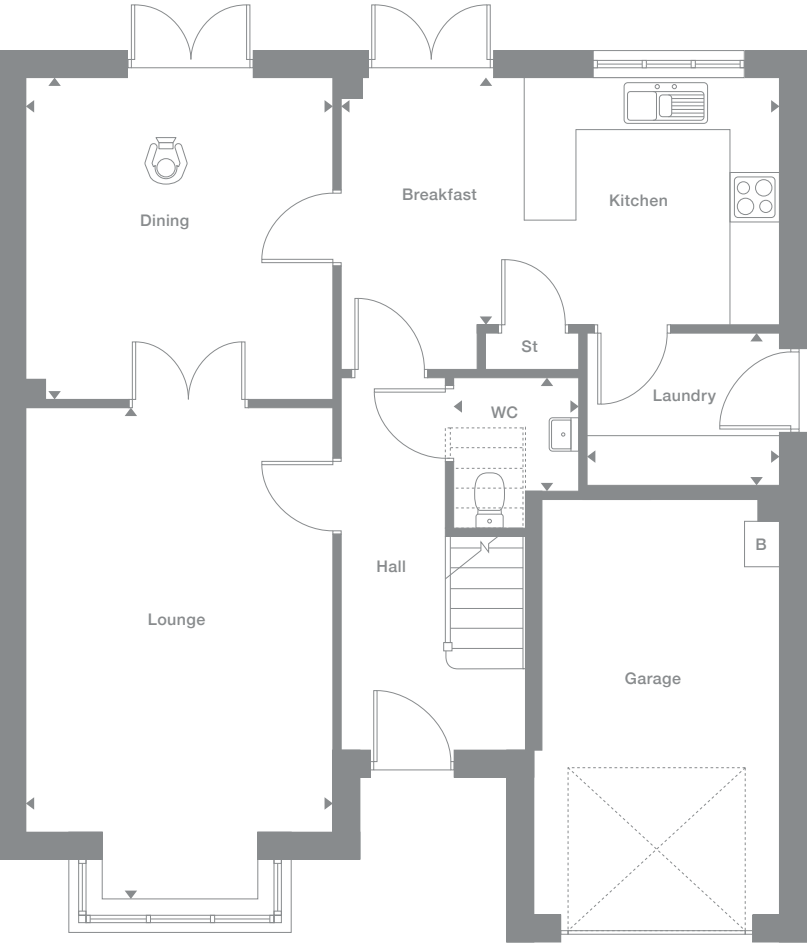 Breakfast
Kitchen
Dining
St
Laundry
WC
B
Hall
Lounge
Garage